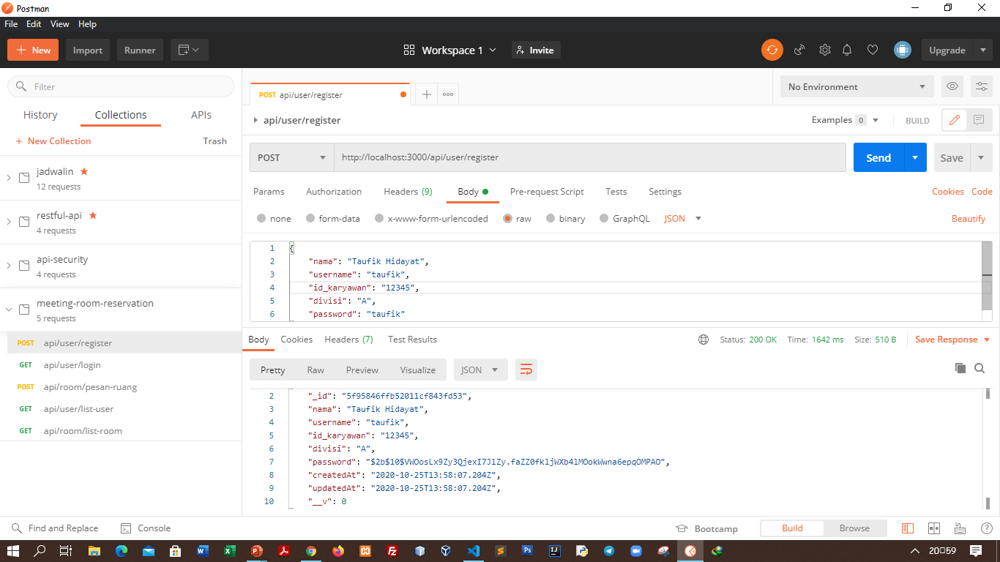 Postman
File Edit View Help
+ New Import Runner Workspace 1 Invite Upgrade
Filter
History Collections APIs
+ New Collection Trash
jadwalin
12 requests
restful-api
4 requests
api-security
4 requests
meeting-room-reservation
5 requests
POST api/user/register
GET api/user/login
POST api/room/pesan-ruang
GET api/user/list-user
GET api/room/list-room
POST api/user/register No Environment
api/user/register Examples 0 BUILD
POST http://localhost:3000/api/user/register Send Save
Params Authorization Headers (9) Body Pre-request Script Tests Settings Cookies Code
none form-data x-www-form-urlencoded raw binary GraphQL JSON Beautify
1 {
2 "nama": "Taufik Hidayat",
3 "username": "taufik",
4 "id_karyawan": "12345",
5 "divisi": "A",
6 "password": "taufik"
Body Cookies Headers (7) Test Results Status: 200 OK Time: 1642 ms Size: 510 B Save Response
Pretty Raw Preview Visualize JSON
2 "_id": "5f95846ffb52011cf843fd53",
3 "nama": "Taufik Hidayat",
4 "username": "taufik",
5 "id_karyawan": "12345",
6 "divisi": "A",
7 "password": "$2b$10$VWOosLx9Zy3QjexI7JlZy.faZZ0fkljWXb4lMOokWwna6epqOMPAO",
8 "createdAt": "2020-10-25T13:58:07.204Z",
9 "updatedAt": "2020-10-25T13:58:07.204Z",
10 "__v": 0
Find and Replace Console Bootcamp Build Browse
20 59